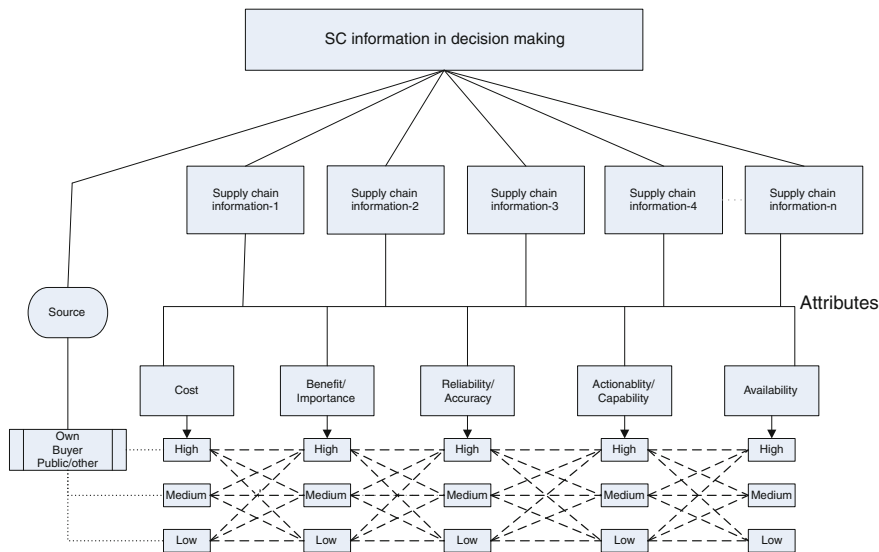 SC information in decision making
Supply chain
information-1
Supply chain
information-2
Supply chain
information-3
Supply chain
information-4
Supply chain
information-n
Source
Attributes
Cost
Benefit/
Importance
Reliability/
Accuracy
Actionablity/
Capability
Availability
Own
Buyer
Public/other
High
High
High
High
High
Medium
Medium
Medium
Medium
Medium
Low
Low
Low
Low
Low